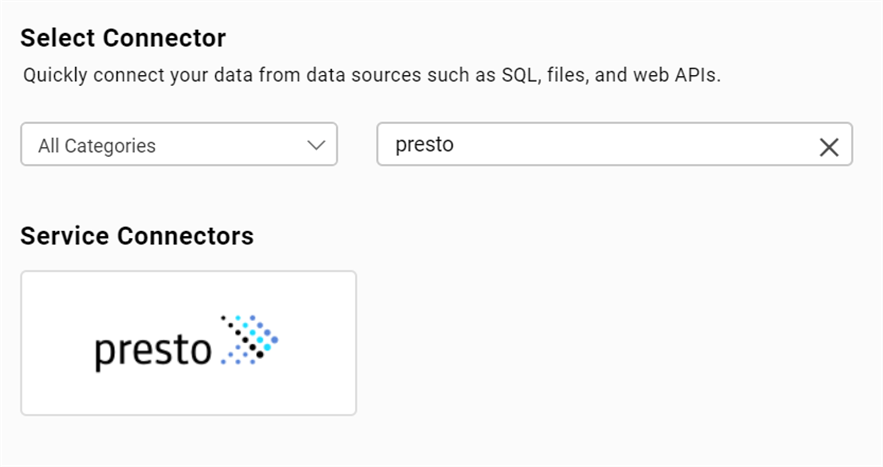 Select Connector
Quickly connect your data from data sources such as SQL, files, and web APIs.
All Categories
presto
Service Connectors
presto